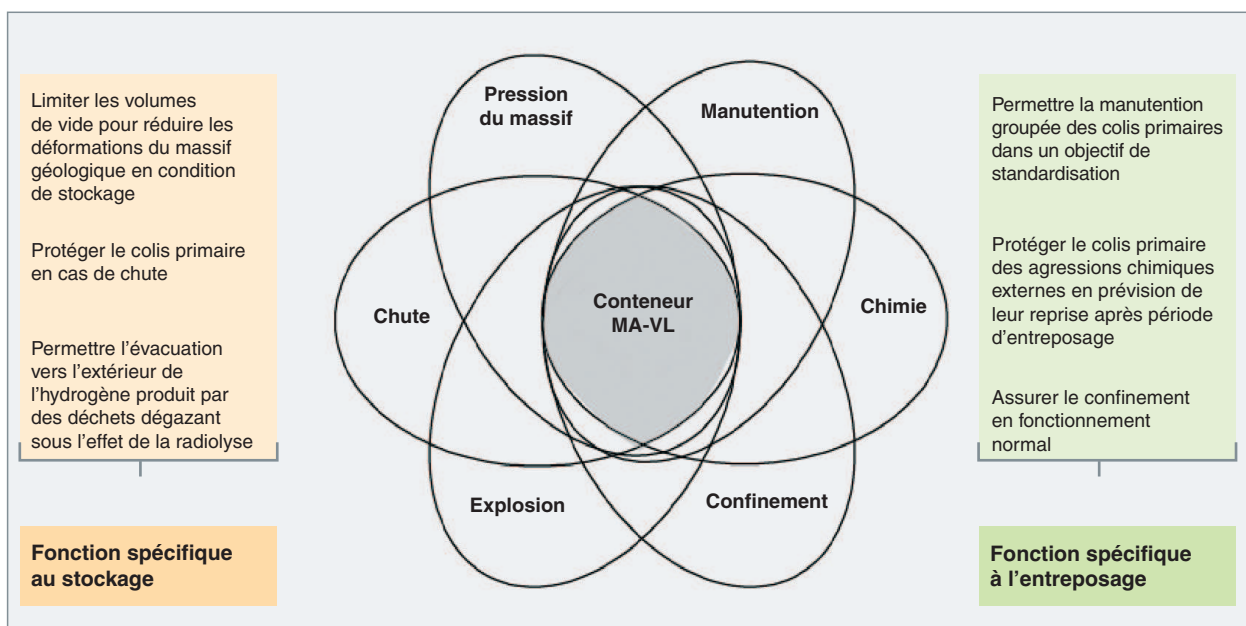 Limiter les volumes
de vide pour réduire les
déformations du massif
géologique en condition
de stockage
Protéger le colis primaire
en cas de chute
Permettre l'évacuation
vers l'extérieur de
l'hydrogène produit par
des déchets dégazant
sous l'effet de la radiolyse
Fonction spécifique
au stockage
Pression
du massif
Manutention
Chute
Conteneur
MA-VL
Chimie
Explosion
Confinement
Permettre la manutention
groupée des colis primaires
dans un objectif de
standardisation
Protéger le colis primaire
des agressions chimiques
externes en prévision de
leur reprise après période
d'entreposage
Assurer le confinement
en fonctionnement
normal
Fonction spécifique
à l'entreposage